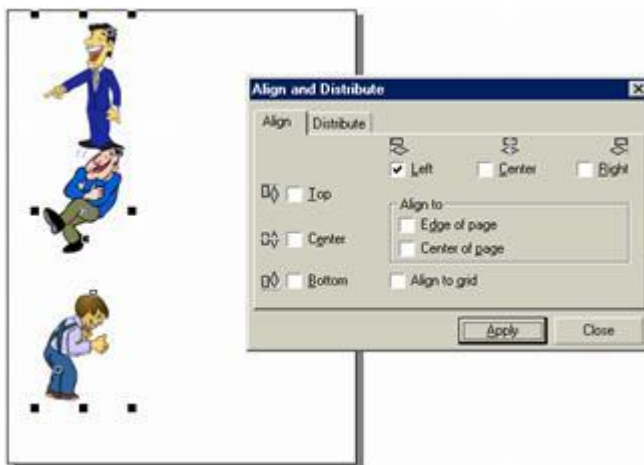 Align and Distribute
Align
Distribute
Left
Center
Right
Top
Align to
Edge of page
Center of page
Center
Bottom
Align to grid
Apply
Close